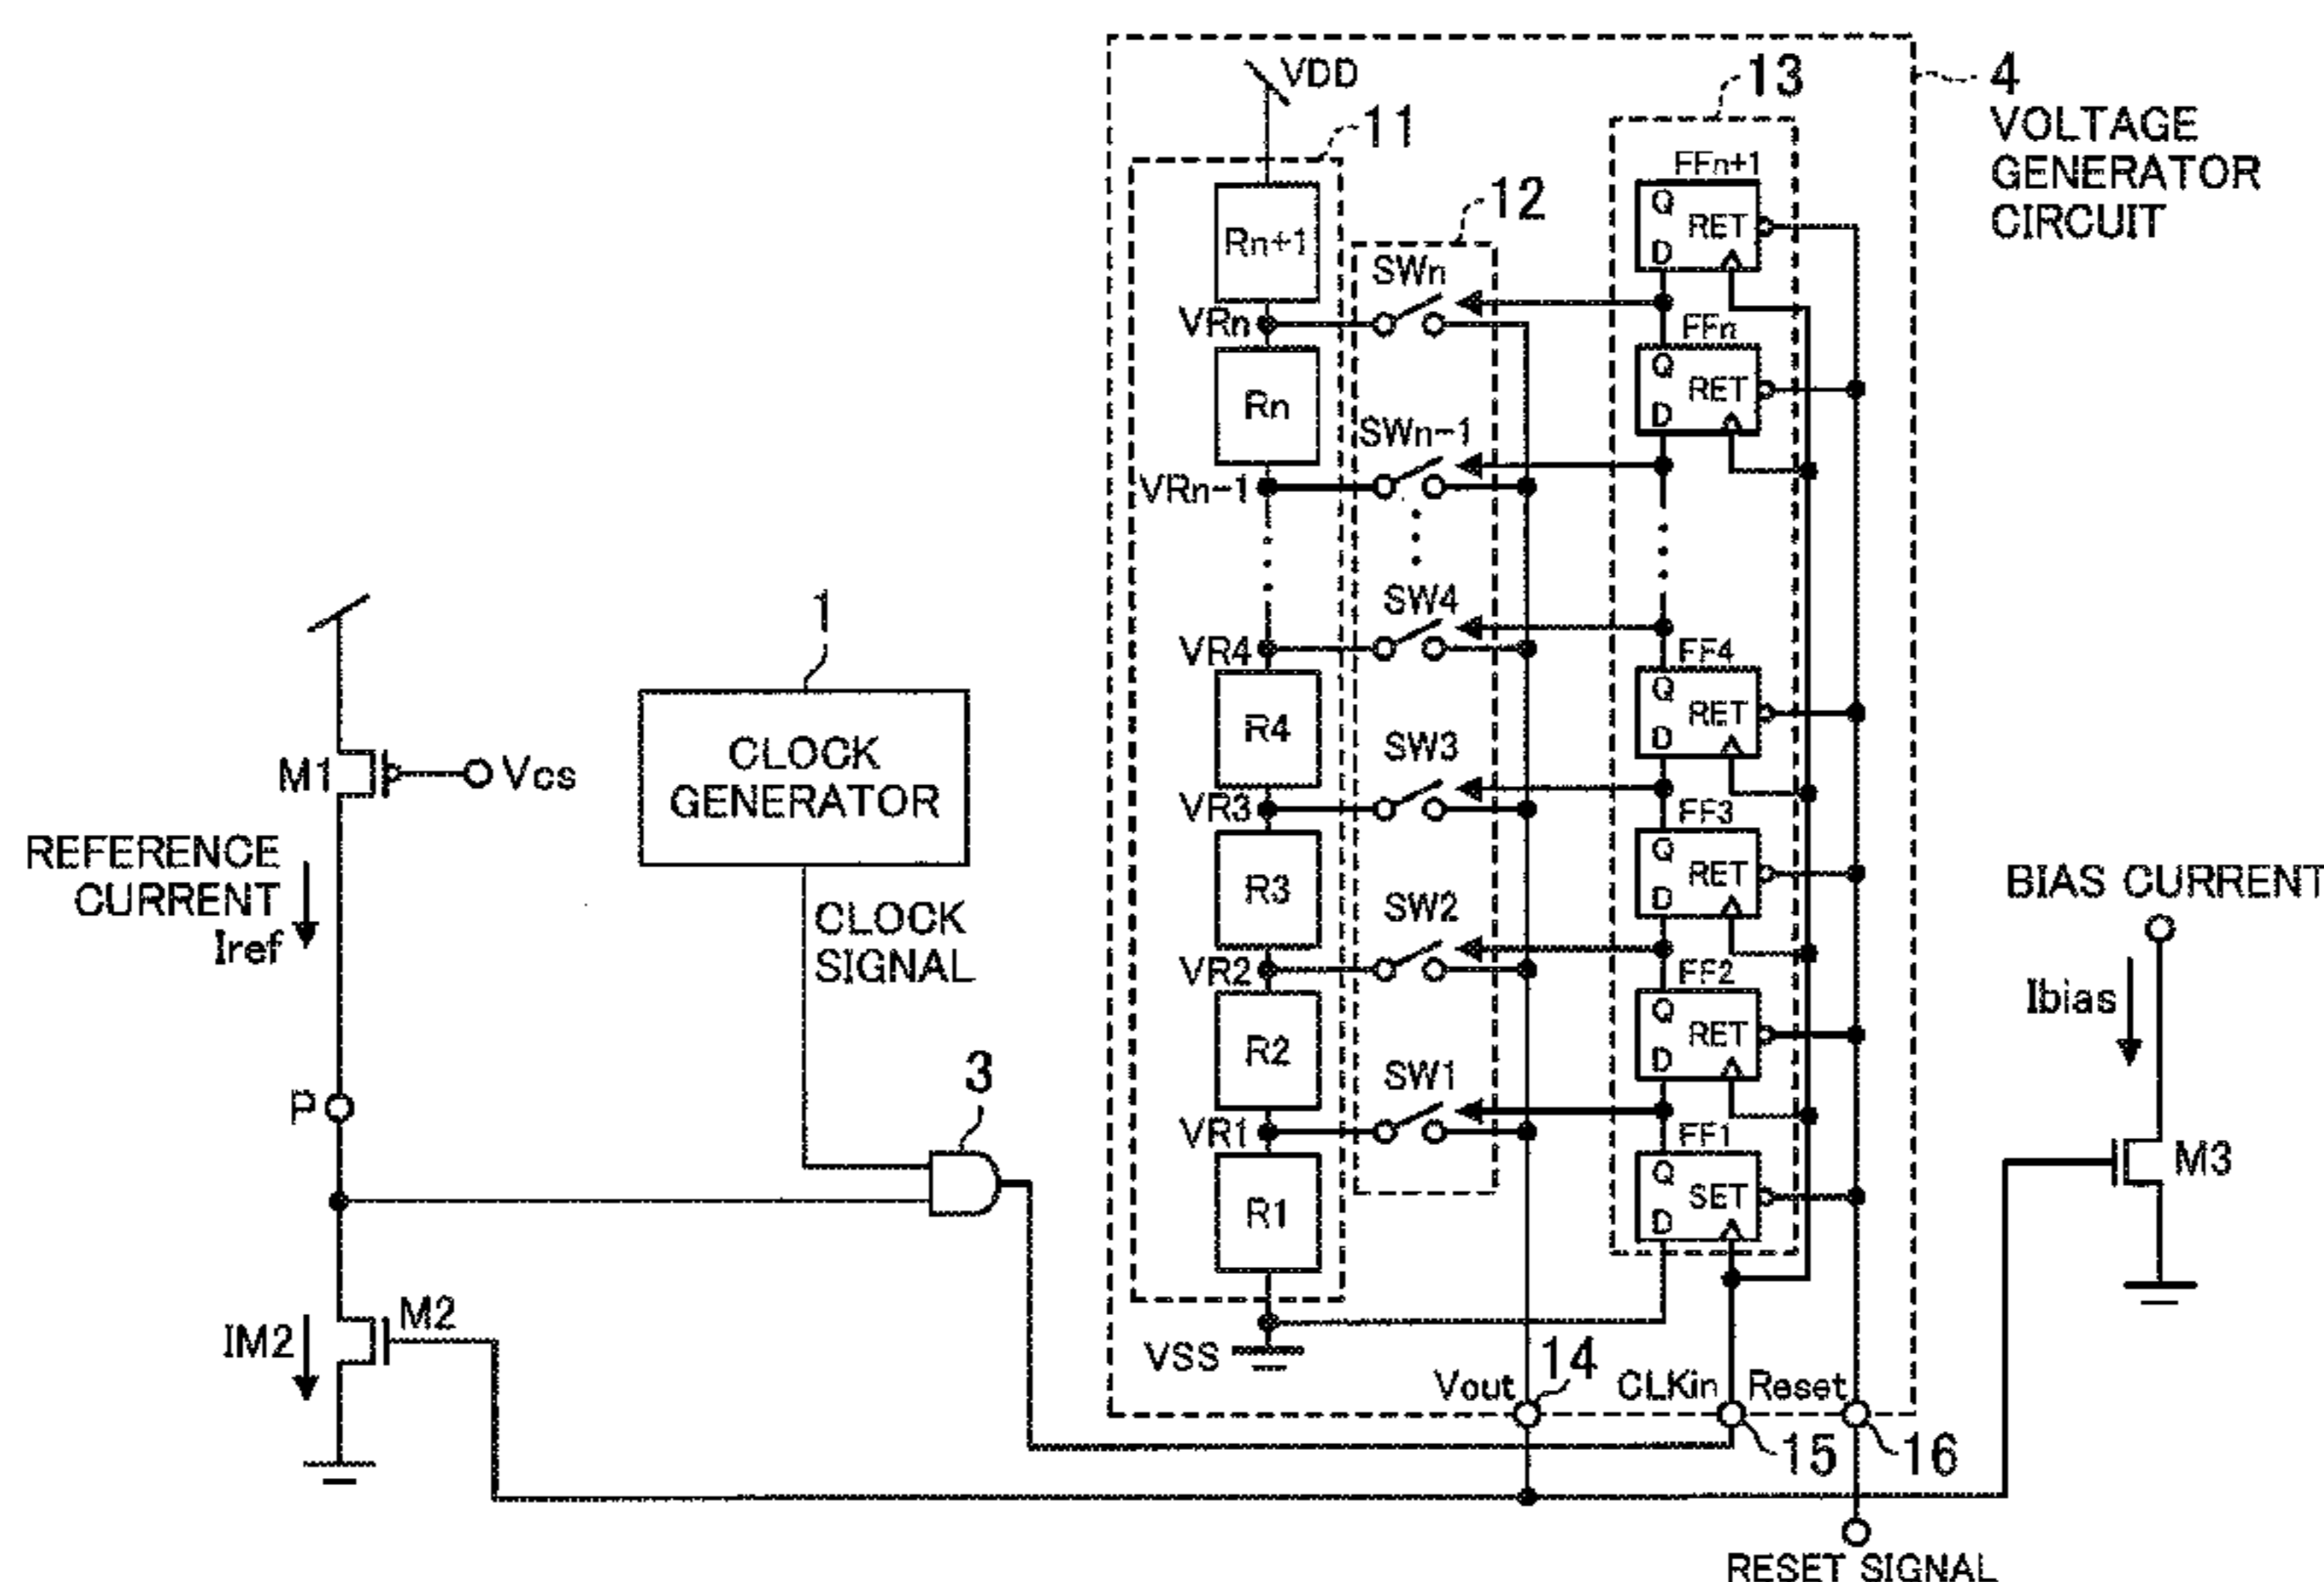 VDD
11
12
13
4
VOLTAGE
GENERATOR
CIRCUIT
FFn+1
Q
RET
D
Rn+1
SWn
VRn
FFn
Q
RET
D
Rn
SWn-1
VRn-1
SW4
VR4
FF4
Q
RET
D
R4
SW3
VR3
FF3
Q
RET
D
R3
SW2
VR2
FF2
Q
RET
D
R2
SW1
VR1
FF1
Q
SET
D
R1
VSS
Vout
14
CLKin
15
Reset
16
RESET SIGNAL
1
CLOCK
GENERATOR
CLOCK
SIGNAL
3
M1
Vcs
REFERENCE
CURRENT
Iref
P
IM2
M2
BIAS CURRENT
Ibias
M3